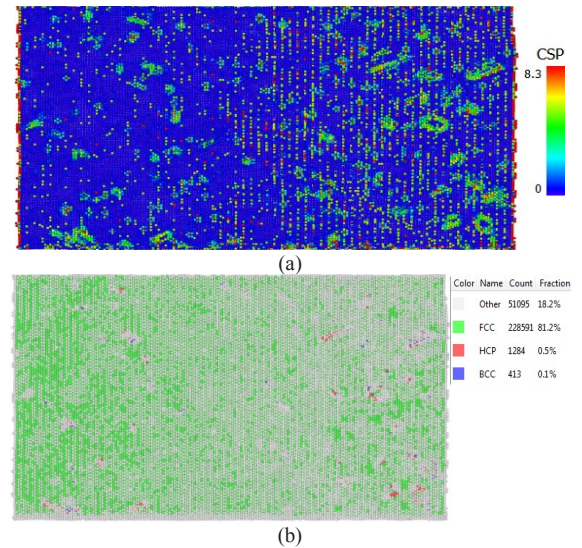 CSP
8.3
0
(a)
Color Name Count Fraction
Other 51095 18.2%
FCC 228591 81.2%
HCP 1284 0.5%
BCC 413 0.1%
(b)